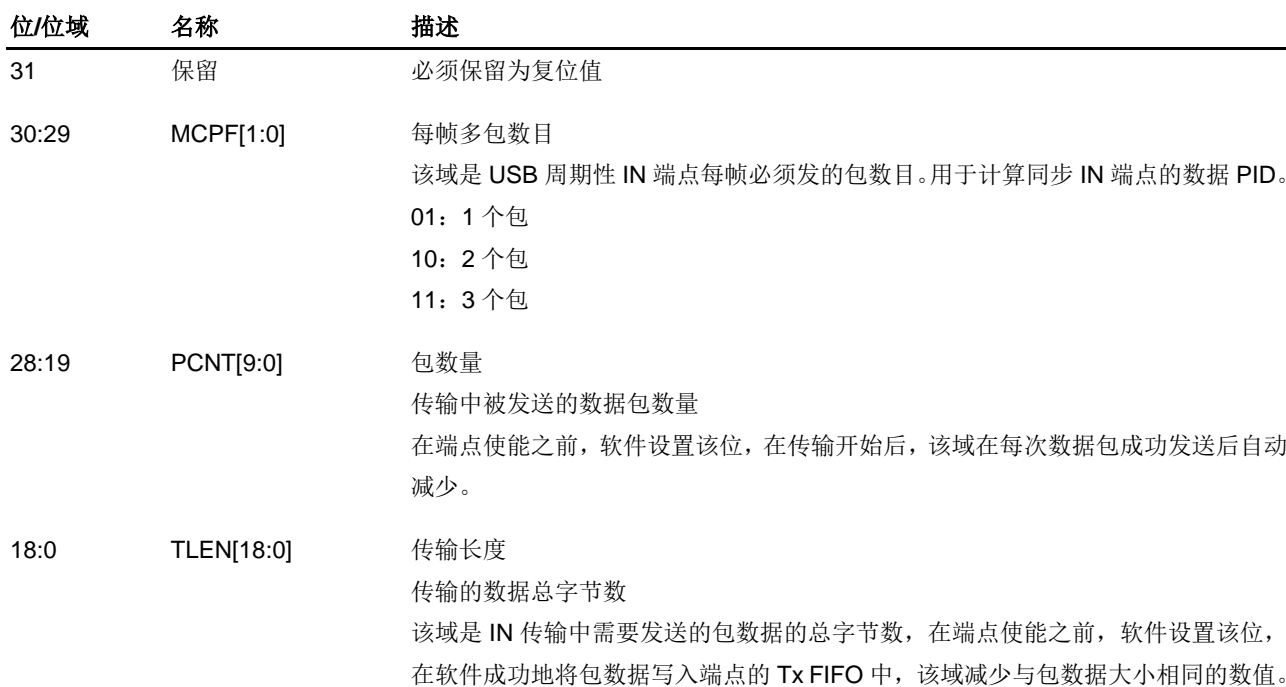 位/位域 名称 描述
31 保留 必须保留为复位值
30:29 MCPF[1:0] 每帧多包数目
该域是 USB 周期性 IN 端点每帧必须发的包数目。用于计算同步 IN 端点的数据 PID。
01：1 个包
10：2 个包
11：3 个包
28:19 PCNT[9:0] 包数量
传输中被发送的数据包数量
在端点使能之前，软件设置该位，在传输开始后，该域在每次数据包成功发送后自动
减少。
18:0 TLEN[18:0] 传输长度
传输的数据总字节数
该域是 IN 传输中需要发送的包数据的总字节数，在端点使能之前，软件设置该位，
在软件成功地将包数据写入端点的 Tx FIFO 中，该域减少与包数据大小相同的数值。